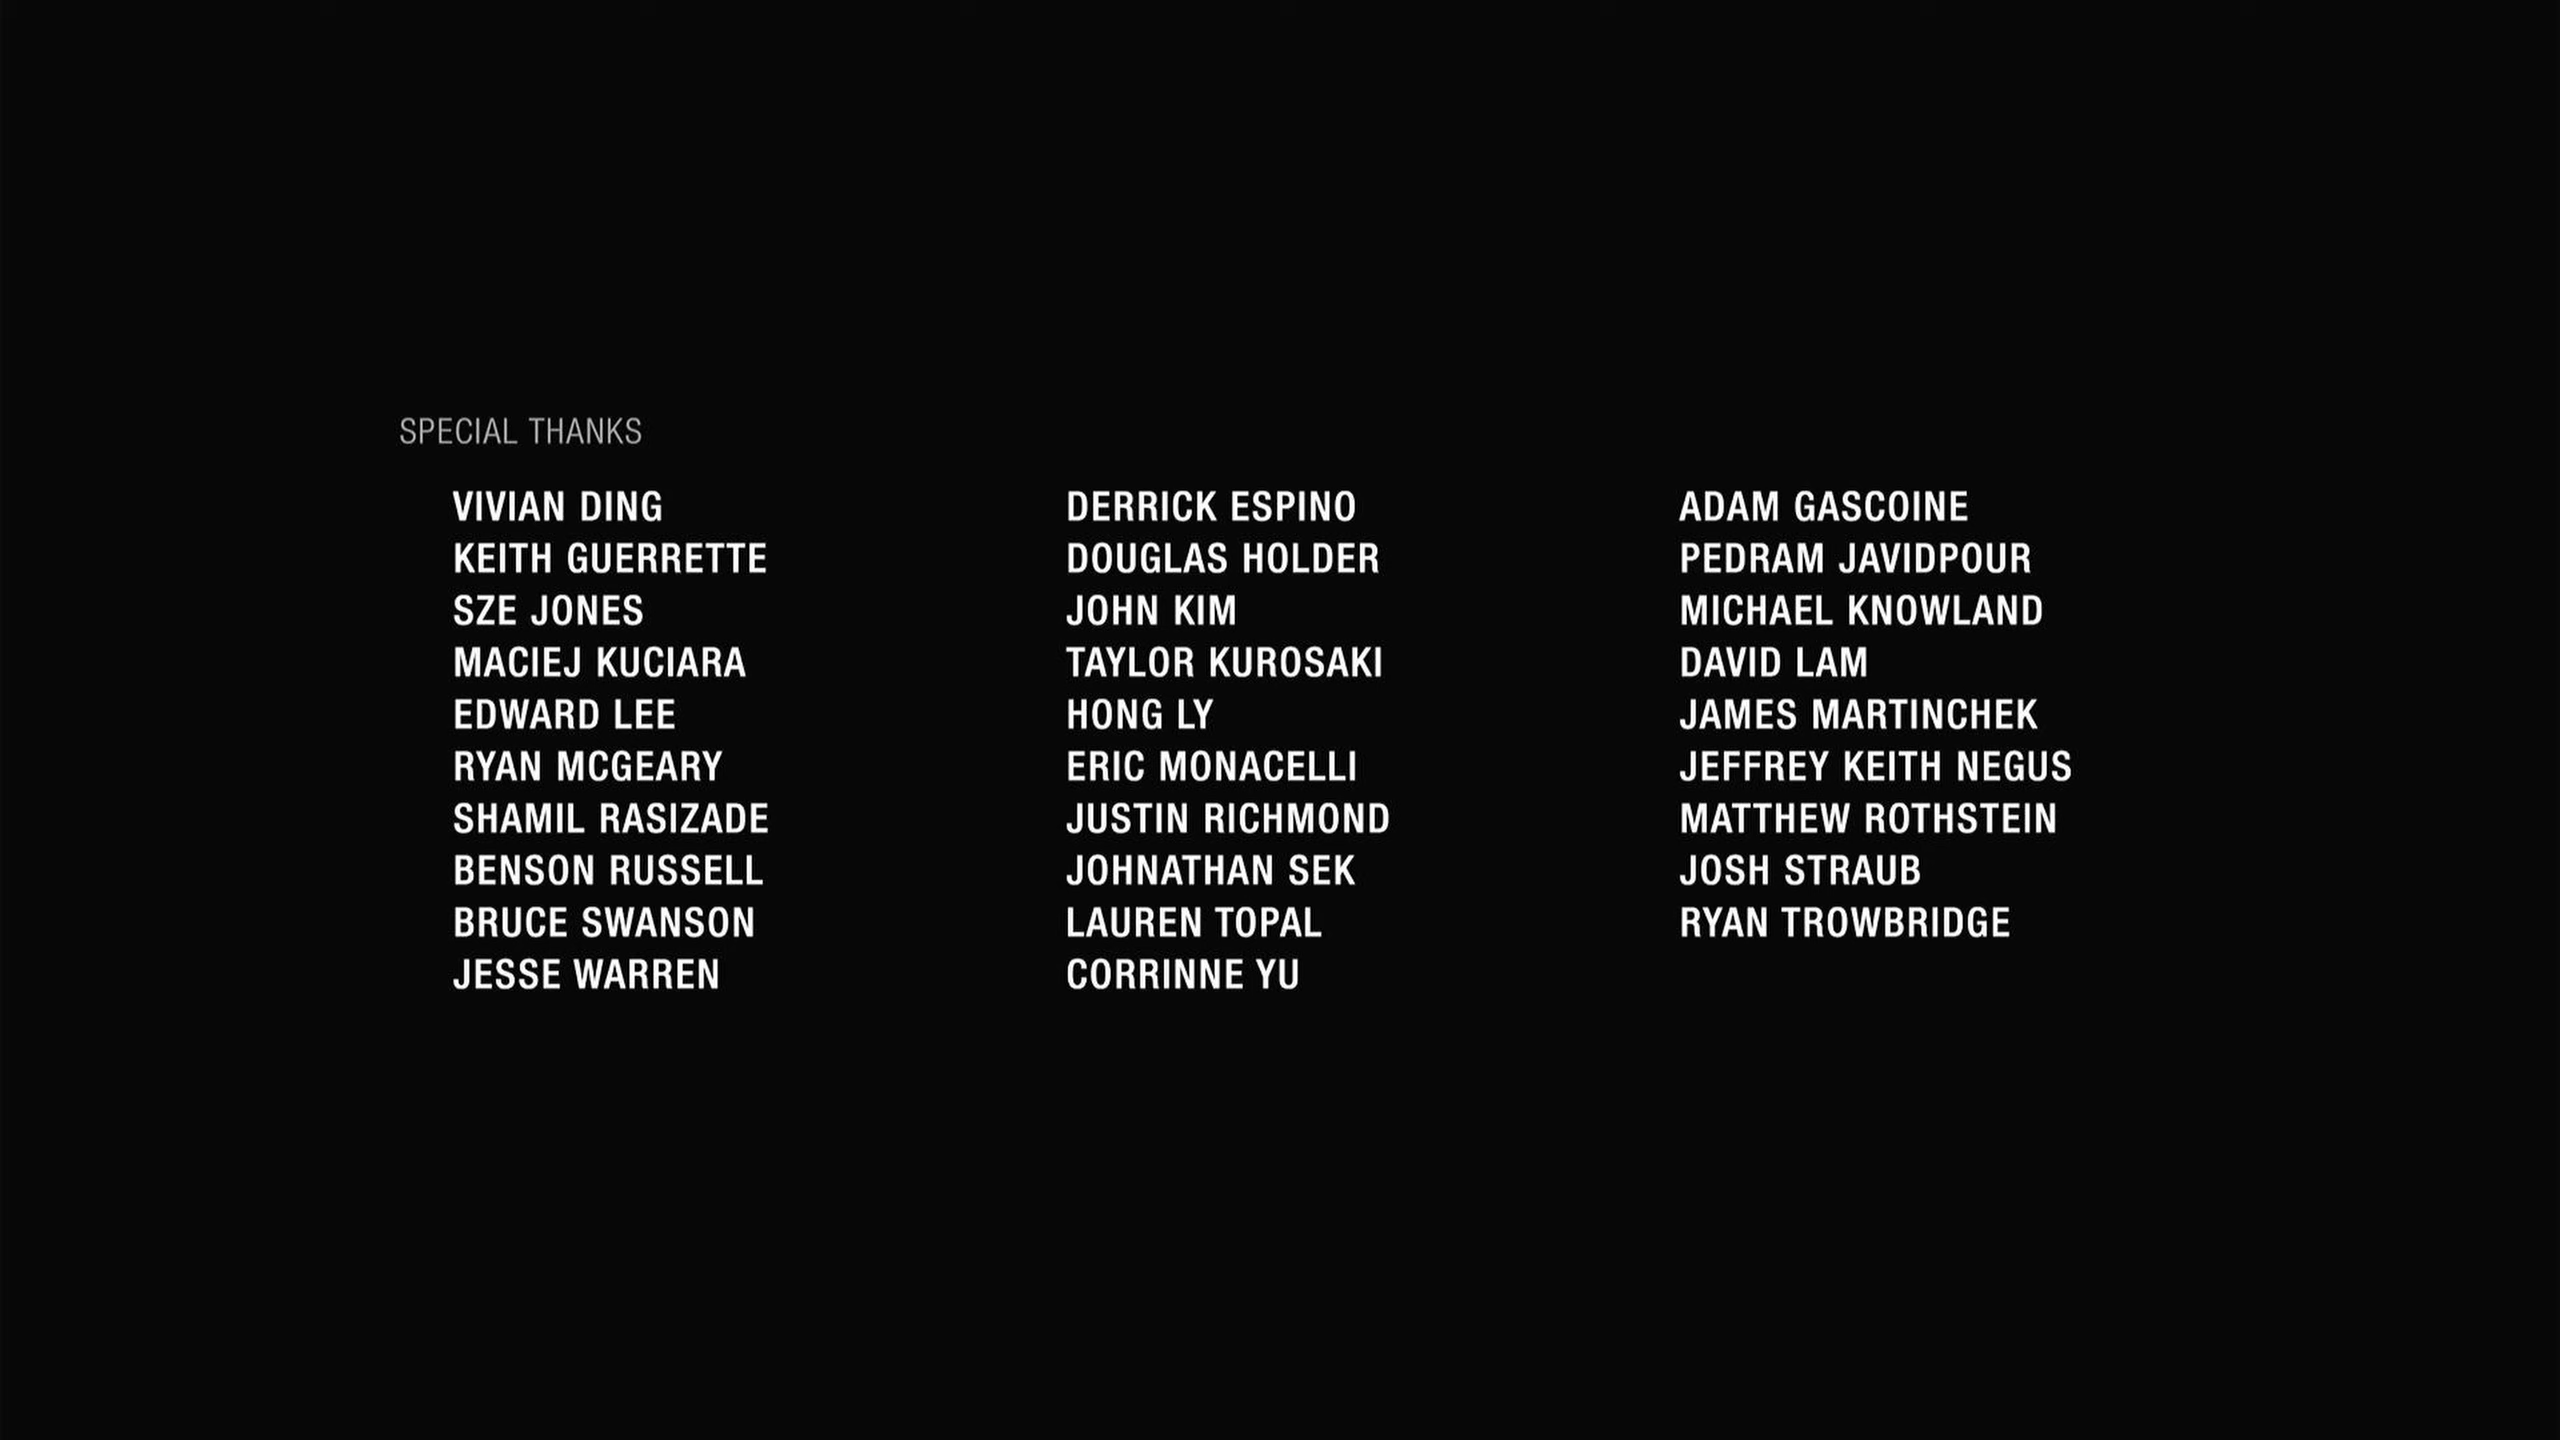 SPECIAL THANKS
VIVIAN DING
KEITH GUERRETTE
SZE JONES
MACIEJ KUCIARA
EDWARD LEE
RYAN MCGEARY
SHAMIL RASIZADE
BENSON RUSSELL
BRUCE SWANSON
JESSE WARREN
DERRICK ESPINO
DOUGLAS HOLDER
JOHN KIM
TAYLOR KUROSAKI
HONG LY
ERIC MONACELLI
JUSTIN RICHMOND
JOHNATHAN SEK
LAUREN TOPAL
CORRINNE YU
ADAM GASCOINE
PEDRAM JAVIDPOUR
MICHAEL KNOWLAND
DAVID LAM
JAMES MARTINCHEK
JEFFREY KEITH NEGUS
MATTHEW ROTHSTEIN
JOSH STRAUB
RYAN TROWBRIDGE